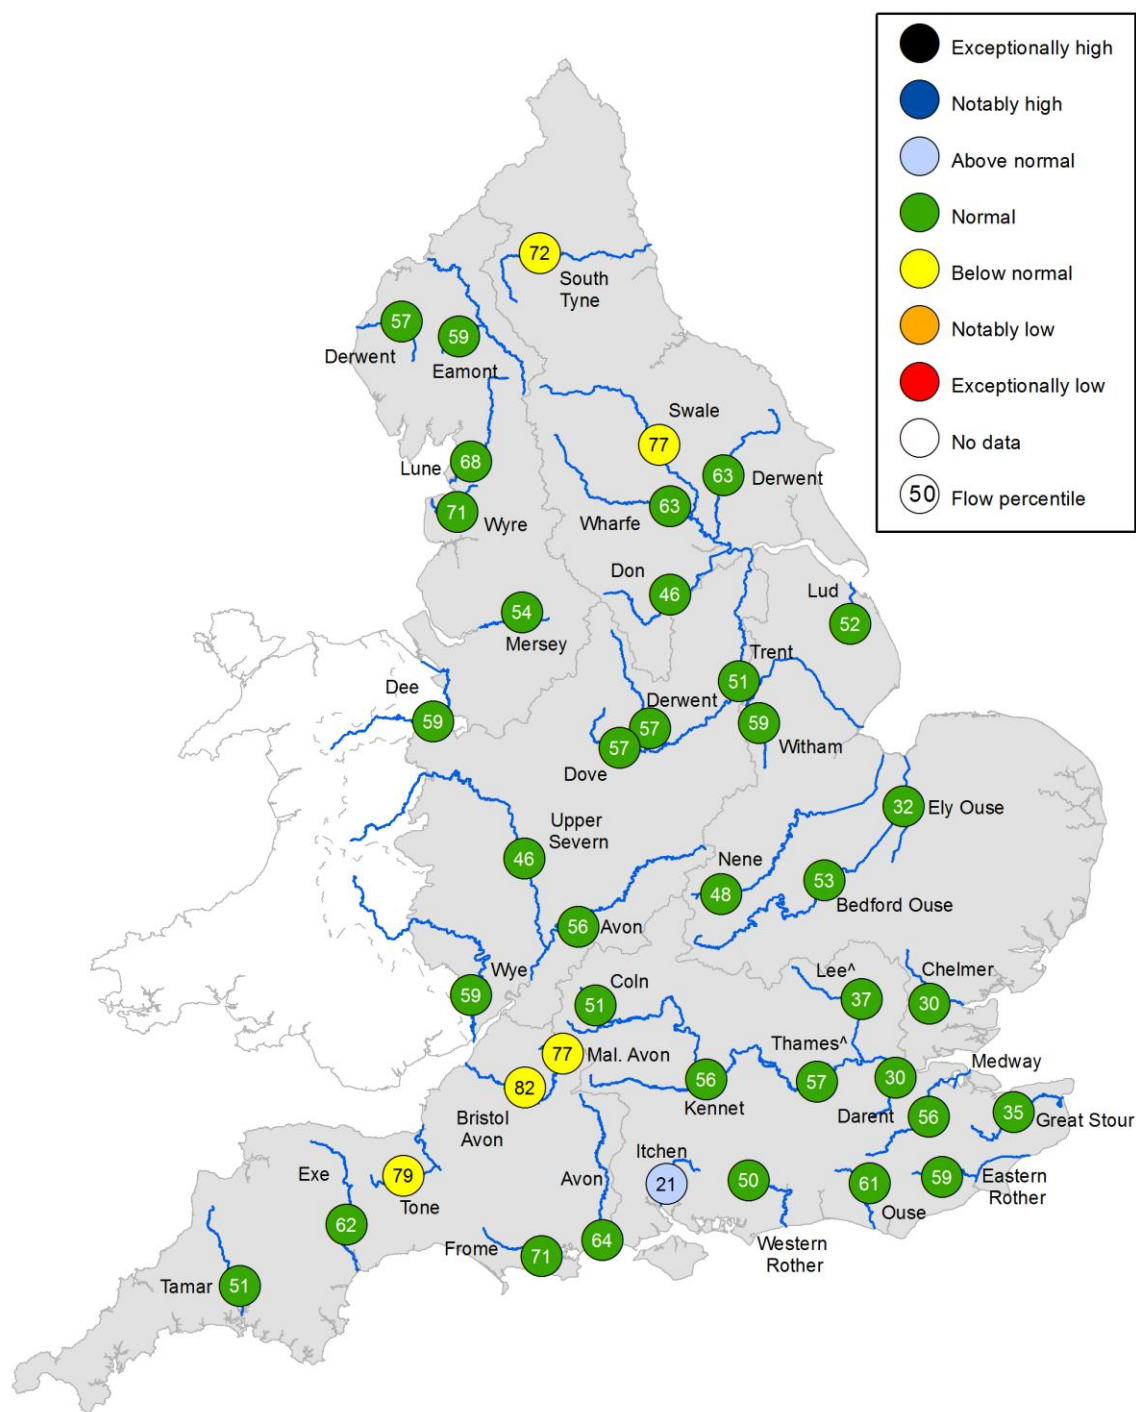 Exceptionally high
Notably high
Above normal
Normal
Below normal
Notably low
Exceptionally low
No data
50 Flow percentile
72
South
Tyne
57
Derwent
59
Eamont
Swale
77
Lune
68
63
Derwent
71
Wyre
Wharfe
63
Don
46
Lud
52
54
Mersey
Trent
51
Dee
59
Derwent
57
59
Witham
57
Dove
32
Ely Ouse
Upper
Severn
46
Nene
48
53
Bedford Ouse
56
Avon
Wye
59
Coln
51
Lee^
37
Chelmer
30
77
Mal. Avon
Thames^
57
Medway
30
Darent
82
Bristol
Avon
56
Kennet
56
35
Great Stour
Itchen
21
50
Western
Rother
61
Ouse
59
Eastern
Rother
Exe
62
79
Tone
Avon
64
Frome
71
Tamar
51